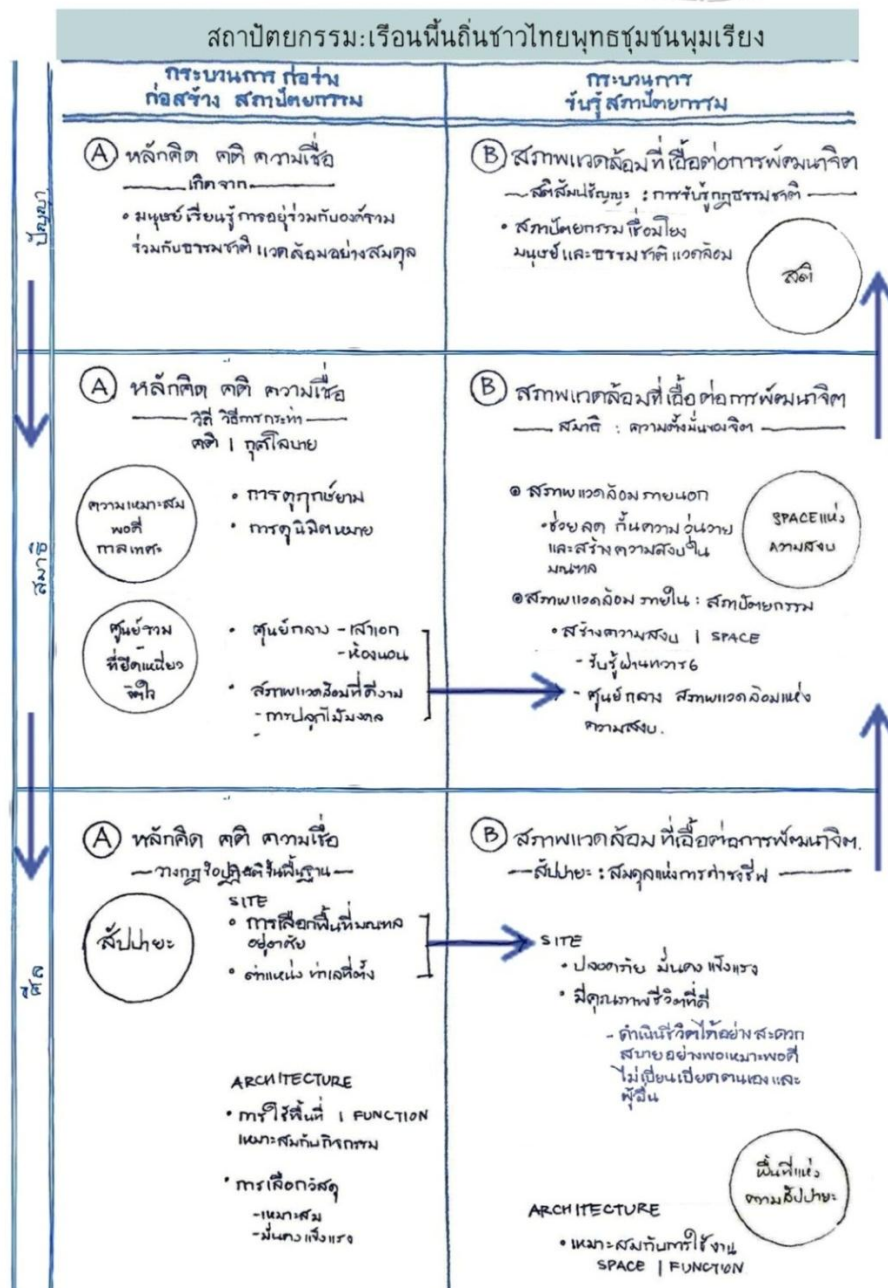 สถาปัตยกรรม:เรือนพื้นถิ่นชาวไทยพุทธชุมชนพุมเรียง
กระบวนการ ก่อร่าง
ก่อสร้าง สถาปัตยกรรม
กระบวนการ
รับรู้สถาปัตยกรรม
ปัญญา
A หลักคิด คติ ความเชื่อ
เกิดจาก
• มนุษย์เรียนรู้การอยู่ร่วมกับองค์รวม
ร่วมกับธรรมชาติ แวดล้อมอย่างสมดุล
B สภาพแวดล้อมที่เอื้อต่อการพัฒนาจิต
สติสัมปชัญญะ : การรับรู้กฎธรรมชาติ
• สถาปัตยกรรมเชื่อมโยง
มนุษย์และธรรมชาติแวดล้อม
สติ
สมาธิ
A หลักคิด คติ ความเชื่อ
วิถี วิธีการกระทำ
คติ | กุศโลบาย
ความเหมาะสม
พอดี
กาลเทศะ
• การดูฤกษ์ยาม
• การดูนิมิตหมาย
ศูนย์รวม
ที่ยึดเหนี่ยว
จิตใจ
• ศูนย์กลาง - เสาเอก
- ห้องนอน
• สภาพแวดล้อมที่ดีงาม
- การปลูกไม้มงคล
B สภาพแวดล้อมที่เอื้อต่อการพัฒนาจิต
สมาธิ : ความตั้งมั่นของจิต
๑ สภาพแวดล้อมภายนอก
• ช่วยลด กั้นความวุ่นวาย
และสร้างความสงบใน
มณฑล
SPACE แห่ง
ความสงบ
๑ สภาพแวดล้อมภายใน : สถาปัตยกรรม
• สร้างความสงบ | SPACE
- รับรู้ผ่านทวาร 6
- ศูนย์กลาง สภาพแวดล้อมแห่ง
ความสงบ.
ศีล
A หลักคิด คติ ความเชื่อ
วางกฎข้อปฏิบัติขั้นพื้นฐาน
สัปปายะ
SITE
• การเลือกพื้นที่มณฑล
อยู่อาศัย
• ตำแหน่ง ทำเลที่ตั้ง
ARCHITECTURE
• การใช้พื้นที่ | FUNCTION
เหมาะสมกับกิจกรรม
• การเลือกวัสดุ
- เหมาะสม
- มั่นคงแข็งแรง
B สภาพแวดล้อมที่เอื้อต่อการพัฒนาจิต.
สัปปายะ : สมดุลแห่งการดำรงชีพ
SITE
• ปลอดภัย มั่นคงแข็งแรง
• มีคุณภาพชีวิตที่ดี
- ดำเนินชีวิตได้อย่างสะดวก
สบายอย่างพอเหมาะพอดี
ไม่เบียดเบียนตนเองและ
ผู้อื่น
พื้นที่แห่ง
ความสัปปายะ
ARCHITECTURE
• เหมาะสมกับการใช้งาน
SPACE | FUNCTION